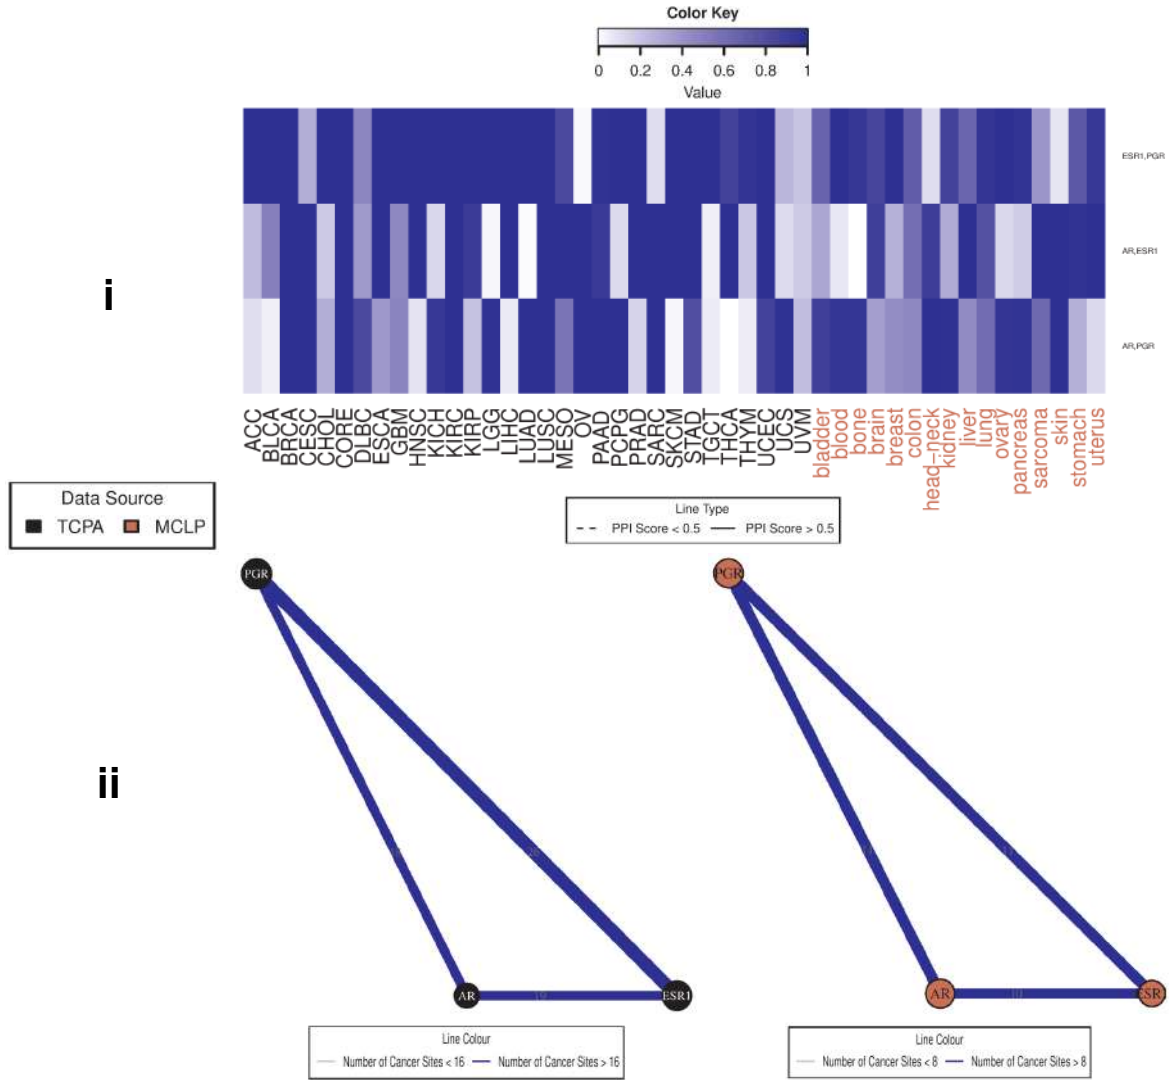 Color Key
0 0.2 0.4 0.6 0.8 1
Value
ESR1,PGR
AR,ESR1
AR,PGR
i
ACC BLCA BRCA CESC CHOL CORE DLBC ESCA GBM HNSC KICH KIRC KIRP LGG LIHC LUAD LUSC MESO OV PAAD PCPG PRAD SARC SKCM STAD TGCT THCA THYM UCEC UCS UVM bladder blood bone brain breast colon head_neck kidney liver lung ovary pancreas sarcoma skin stomach uterus
Data Source
TCPA MCLP
Line Type
PPI Score < 0.5 PPI Score > 0.5
PGR PGR
ii
AR ESR1 AR
19 10
Line Colour
Number of Cancer Sites < 16 Number of Cancer Sites > 16
Line Colour
Number of Cancer Sites < 8 Number of Cancer Sites > 8